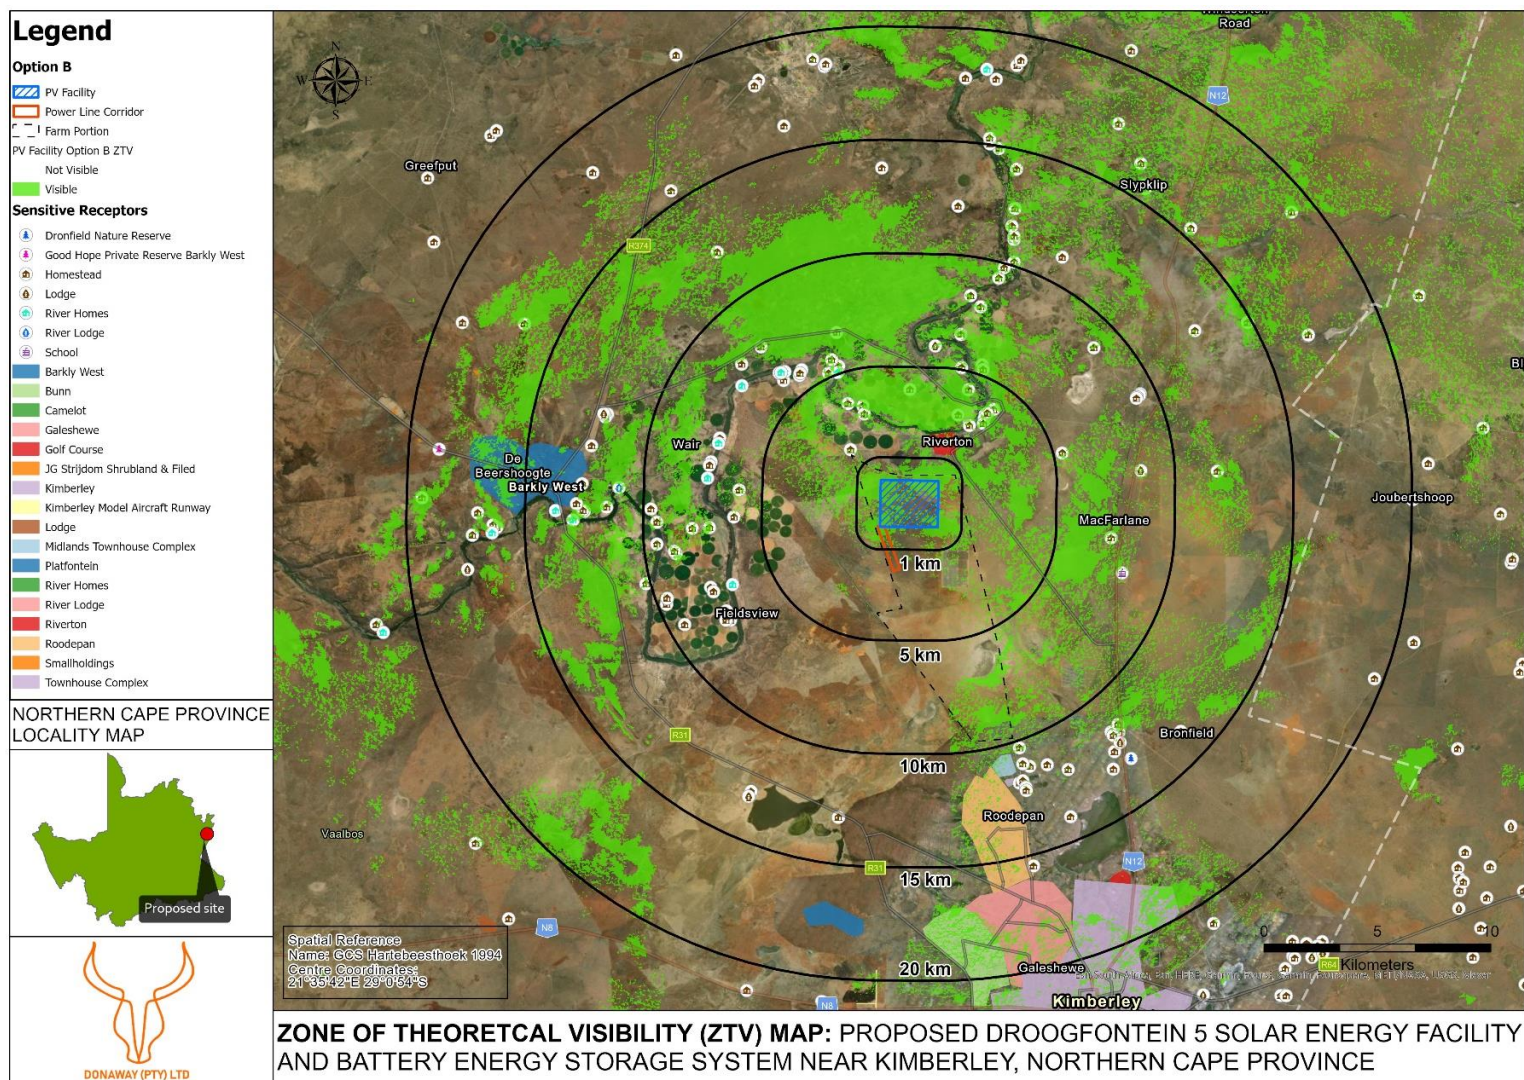 Legend
Option B
PV Facility
Power Line Corridor
Farm Portion
PV Facility Option B ZTV
Not Visible
Visible
Sensitive Receptors
Dronfield Nature Reserve
Good Hope Private Reserve Barkly West
Homestead
Lodge
River Homes
River Lodge
School
Barkly West
Bunn
Camelot
Galeshewe
Golf Course
JG Strijdom Shrubland & Filed
Kimberley
Kimberley Model Aircraft Runway
Lodge
Midlands Townhouse Complex
Platfontein
River Homes
River Lodge
Riverton
Roodepan
Smallholdings
Townhouse Complex
NORTHERN CAPE PROVINCE
LOCALITY MAP
Proposed site
DONAWAY (PTY) LTD
N
W
E
S
Road
N12
Greefput
Slypklip
R374
Wair
Riverton
De
Beershoogte
Barkly West
Joubertshoop
MacFarlane
1 km
Fieldsview
5 km
R31
Bronfield
10km
Roodepan
Vaalbos
N12
R31
15 km
N8
0
5
10
Spatial Reference
Name: GCS Hartebeesthoek 1994
Centre Coordinates:
21°35'42"E 29°0'54"S
20 km
Galeshewe
R64
Kilometers
N8
Kimberley
ZONE OF THEORETCAL VISIBILITY (ZTV) MAP: PROPOSED DROOGFONTEIN 5 SOLAR ENERGY FACILITY
AND BATTERY ENERGY STORAGE SYSTEM NEAR KIMBERLEY, NORTHERN CAPE PROVINCE